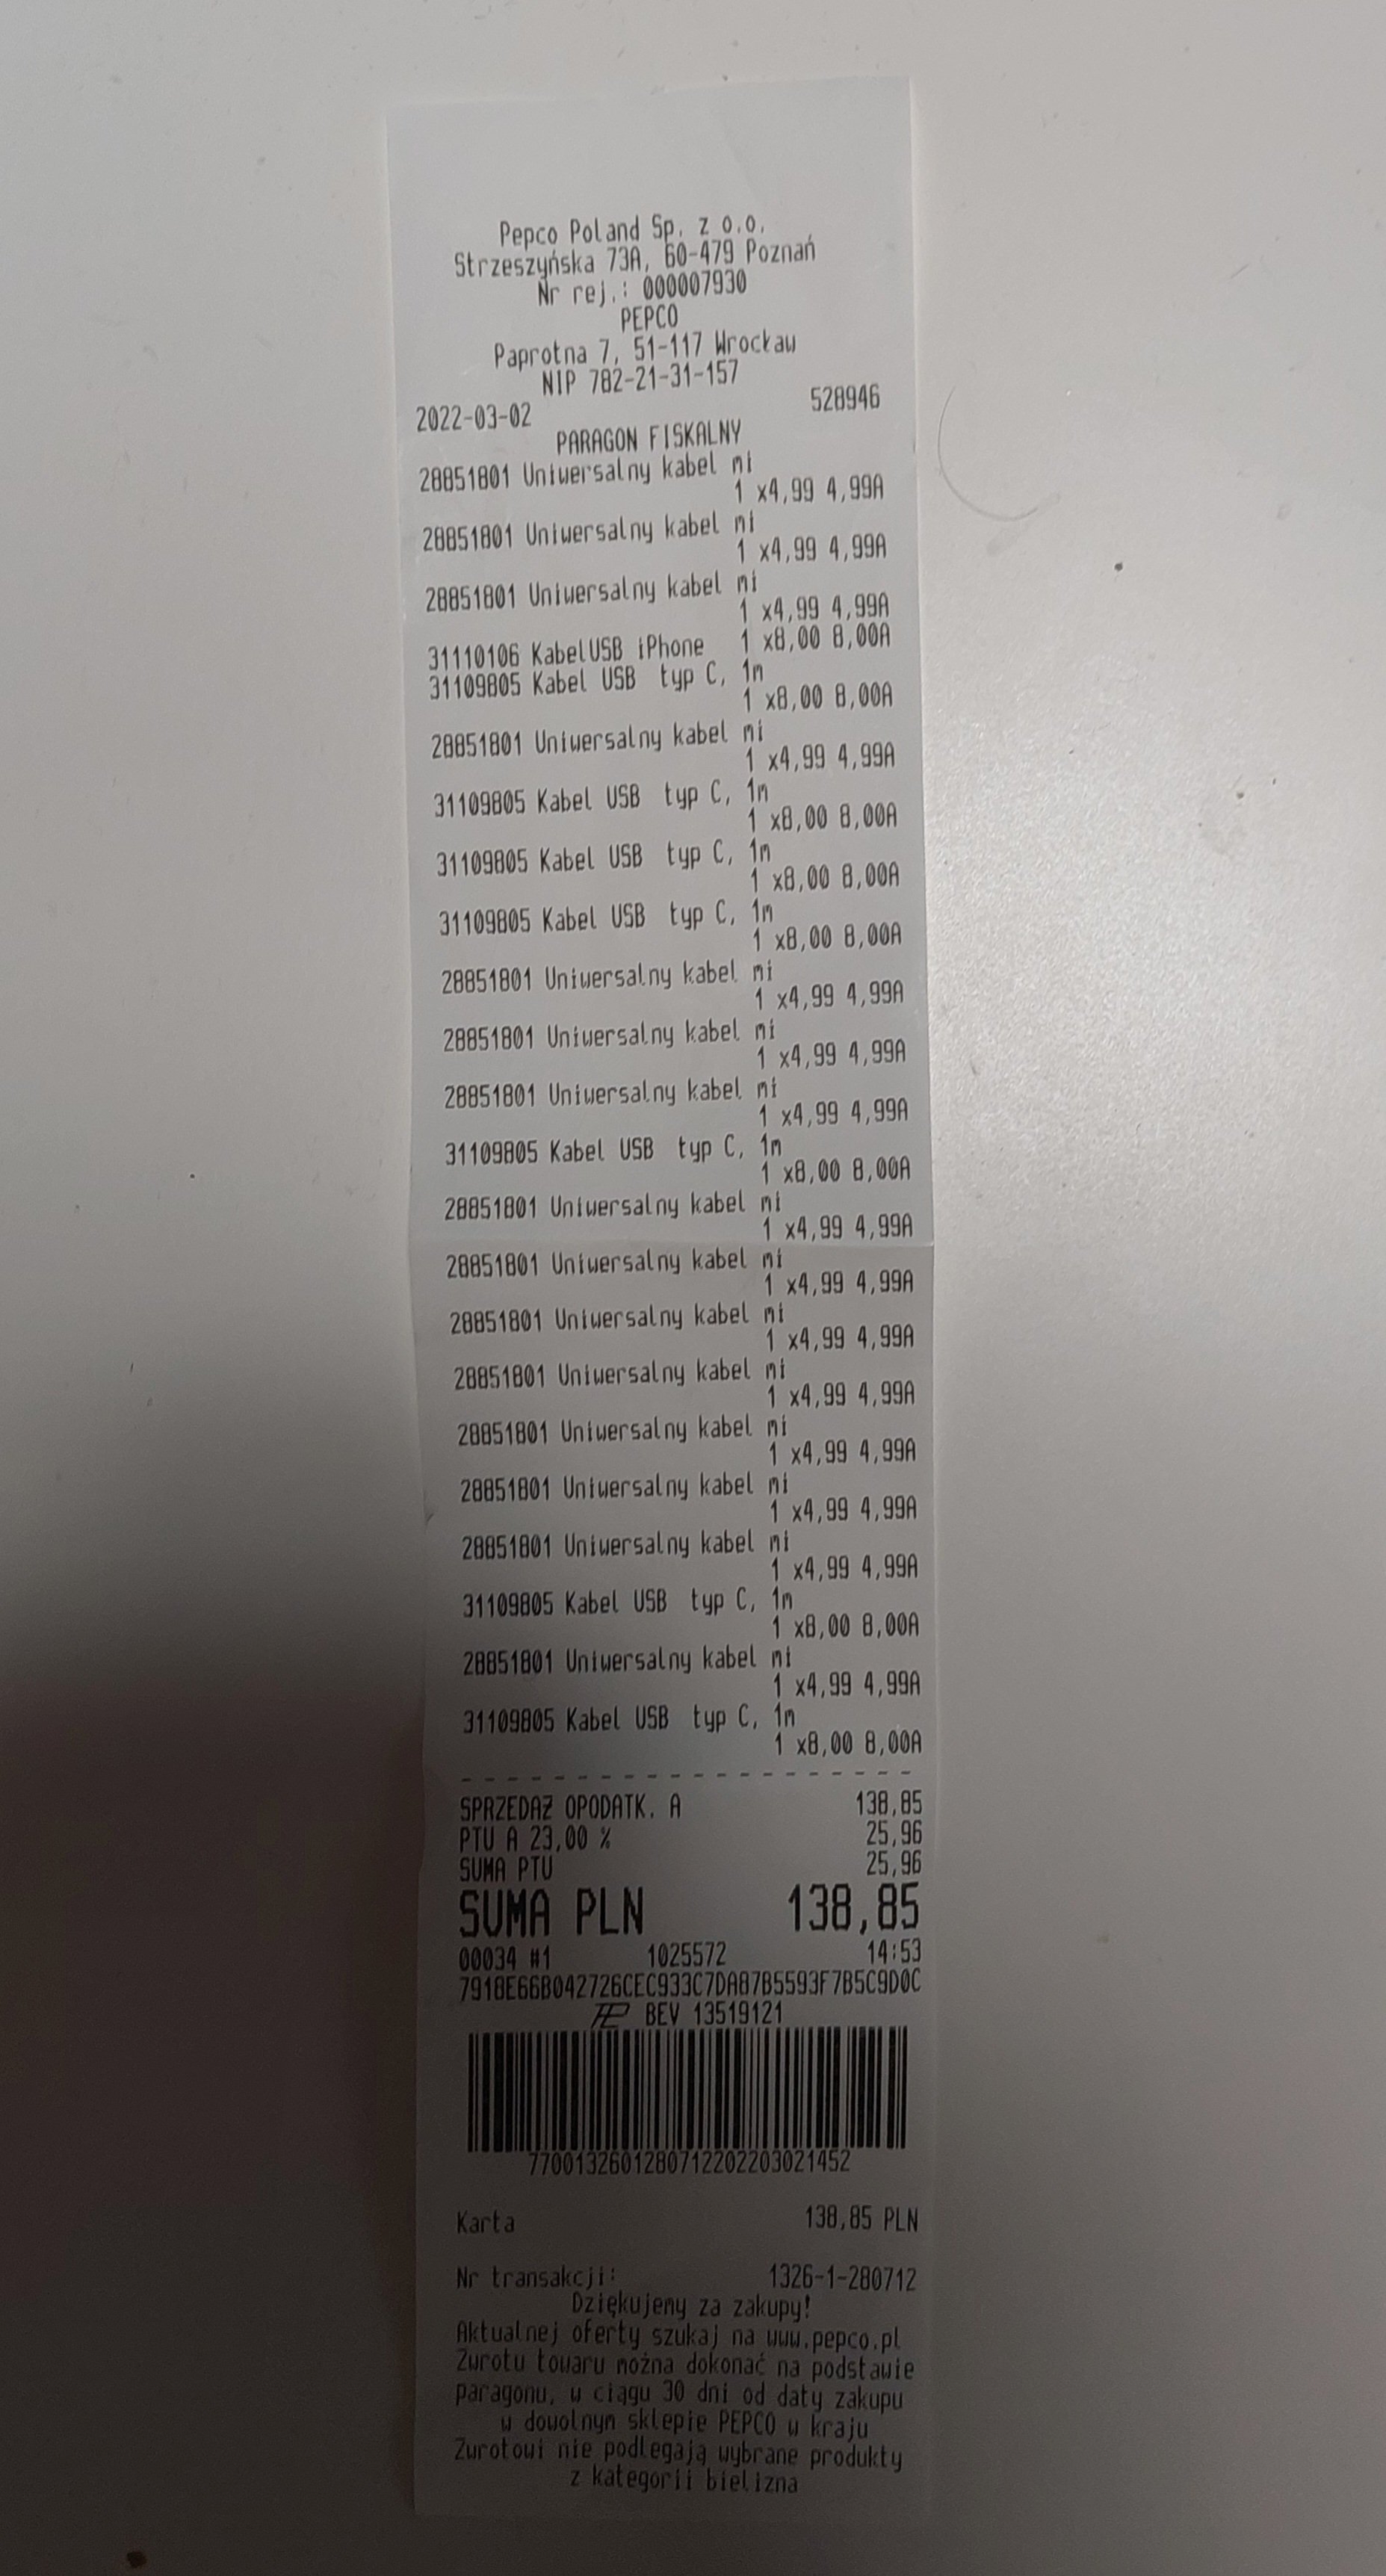 Pepco Poland Sp. z o.o.
Strzeszyńska 73A, 60-479 Poznań
Nr rej.: 000007930
PEPCO
Paprotna 7, 51-117 Wrocław
NIP 782-21-31-157
2022-03-02 528946
PARAGON FISKALNY
28851801 Uniwersalny kabel mi
1 x4,99 4,99A
28851801 Uniwersalny kabel mi
1 x4,99 4,99A
28851801 Uniwersalny kabel mi
1 x4,99 4,99A
31110106 KabelUSB iPhone 1 x8,00 8,00A
31109805 Kabel USB typ C, 1m
1 x8,00 8,00A
28851801 Uniwersalny kabel mi
1 x4,99 4,99A
31109805 Kabel USB typ C, 1m
1 x8,00 8,00A
31109805 Kabel USB typ C, 1m
1 x8,00 8,00A
31109805 Kabel USB typ C, 1m
1 x8,00 8,00A
28851801 Uniwersalny kabel mi
1 x4,99 4,99A
28851801 Uniwersalny kabel mi
1 x4,99 4,99A
28851801 Uniwersalny kabel mi
1 x4,99 4,99A
31109805 Kabel USB typ C, 1m
1 x8,00 8,00A
28851801 Uniwersalny kabel mi
1 x4,99 4,99A
28851801 Uniwersalny kabel mi
1 x4,99 4,99A
28851801 Uniwersalny kabel mi
1 x4,99 4,99A
28851801 Uniwersalny kabel mi
1 x4,99 4,99A
28851801 Uniwersalny kabel mi
1 x4,99 4,99A
28851801 Uniwersalny kabel mi
1 x4,99 4,99A
28851801 Uniwersalny kabel mi
1 x4,99 4,99A
31109805 Kabel USB typ C, 1m
1 x8,00 8,00A
28851801 Uniwersalny kabel mi
1 x4,99 4,99A
31109805 Kabel USB typ C, 1m
1 x8,00 8,00A
SPRZEDAŻ OPODATK. A 138,85
PTU A 23,00 % 25,96
SUMA PTU 25,96
SUMA PLN 138,85
00034 #1 1025572 14:53
7918E66B042726CEC933C7DA87B5593F7B5C9D0C
BEV 13519121
7700132601280712202203021452
Karta 138,85 PLN
Nr transakcji: 1326-1-280712
Dziękujemy za zakupy!
Aktualnej oferty szukaj na www.pepco.pl
Zwrotu towaru można dokonać na podstawie
paragonu, w ciągu 30 dni od daty zakupu
w dowolnym sklepie PEPCO w kraju
Zwrotowi nie podlegają wybrane produkty
z kategorii bielizna